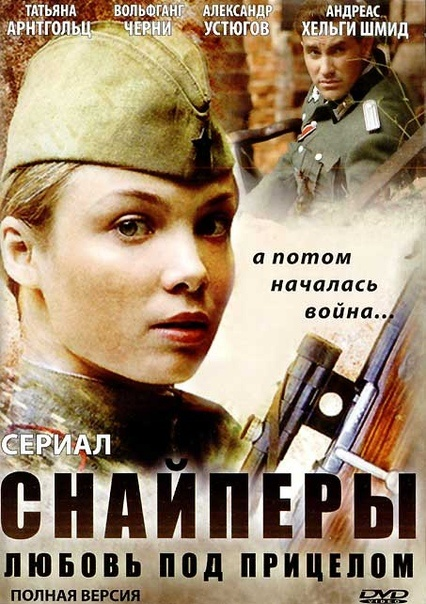 ТАТЬЯНА АРНТГОЛЬЦ
ВОЛЬФГАНГ ЧЕРНИ
АЛЕКСАНДР УСТЮГОВ
АНДРЕАС ХЕЛЬГИ ШМИД
а потом
началась
война...
СЕРИАЛ
СНАЙПЕРЫ
ЛЮБОВЬ ПОД ПРИЦЕЛОМ
ПОЛНАЯ ВЕРСИЯ
DVD
VIDEO